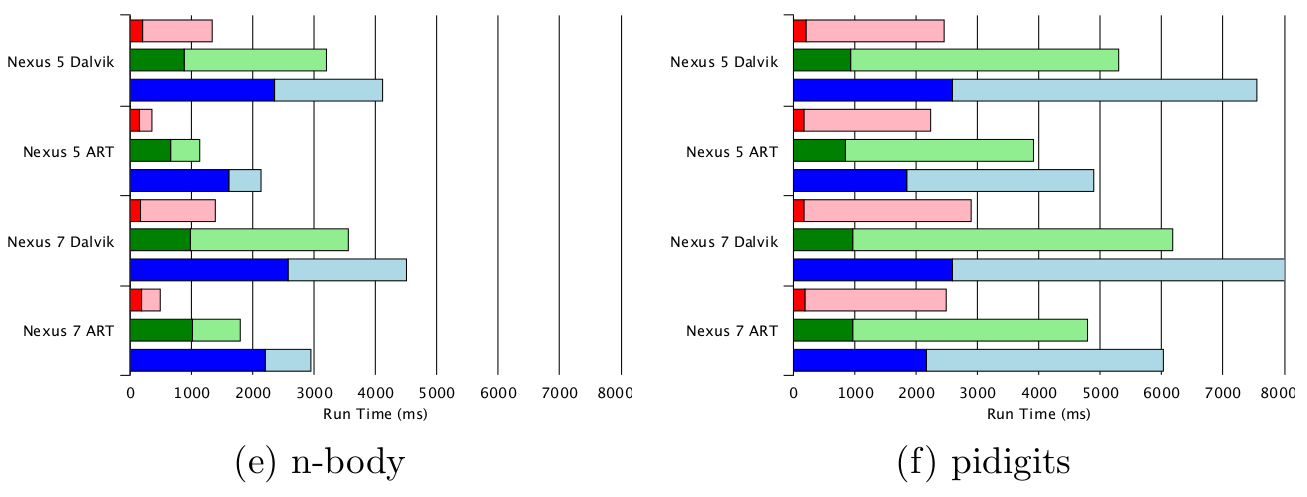 Nexus 5 Dalvik
Nexus 5 ART
Nexus 7 Dalvik
Nexus 7 ART
0 1000 2000 3000 4000 5000 6000 7000 8000
Run Time (ms)
(e) n-body
Nexus 5 Dalvik
Nexus 5 ART
Nexus 7 Dalvik
Nexus 7 ART
0 1000 2000 3000 4000 5000 6000 7000 8000
Run Time (ms)
(f) pidigits